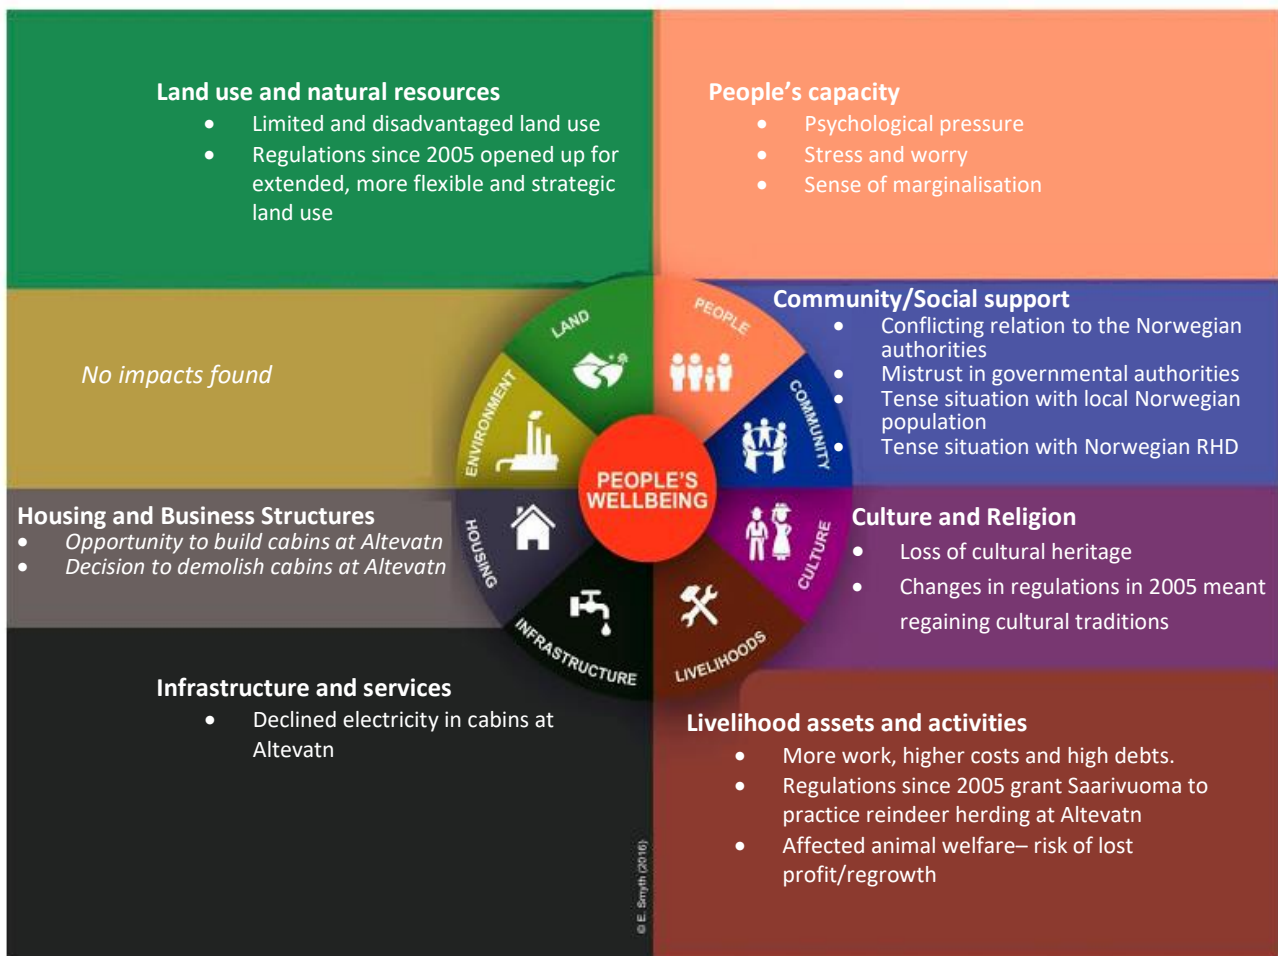 Land use and natural resources
• Limited and disadvantaged land use
• Regulations since 2005 opened up for
extended, more flexible and strategic
land use
People’s capacity
• Psychological pressure
• Stress and worry
• Sense of marginalisation
No impacts found
Community/Social support
• Conflicting relation to the Norwegian
authorities
• Mistrust in governmental authorities
• Tense situation with local Norwegian
population
• Tense situation with Norwegian RHD
LAND
PEOPLE
ENVIRONMENT
COMMUNITY
PEOPLE'S
WELLBEING
HOUSING
CULTURE
INFRASTRUCTURE
LIVELIHOODS
Housing and Business Structures
• Opportunity to build cabins at Altevatn
• Decision to demolish cabins at Altevatn
Culture and Religion
• Loss of cultural heritage
• Changes in regulations in 2005 meant
regaining cultural traditions
Infrastructure and services
• Declined electricity in cabins at
Altevatn
Livelihood assets and activities
• More work, higher costs and high debts.
• Regulations since 2005 grant Saarivuoma to
practice reindeer herding at Altevatn
• Affected animal welfare– risk of lost
profit/regrowth
© E. Smyth (2016)